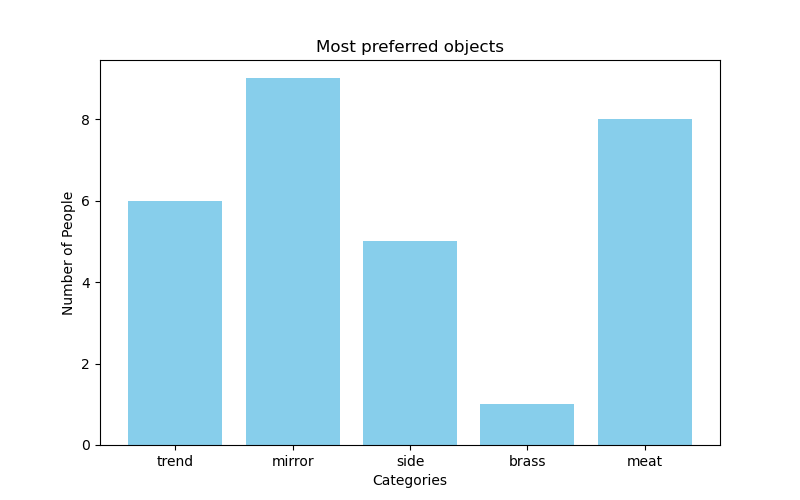 Most preferred objects
Number of People
8
6
4
2
0
trend mirror side brass meat
Categories